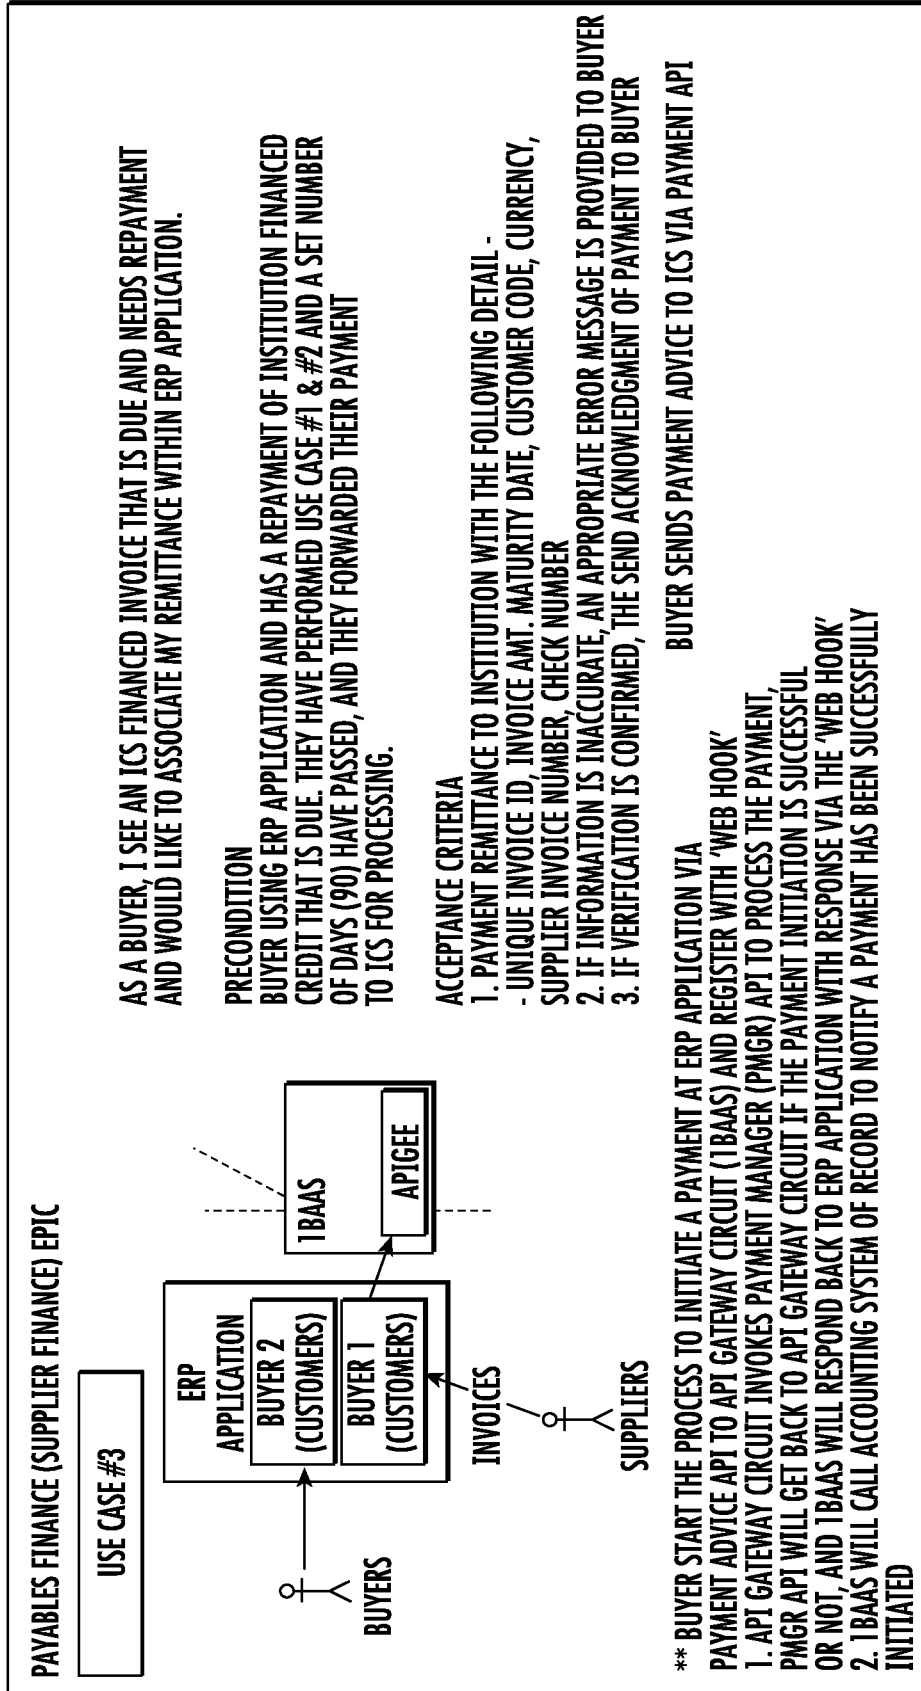 PAYABLES FINANCE (SUPPLIER FINANCE) EPIC
USE CASE #3
ERP
APPLICATION
BUYER 2
(CUSTOMERS)
BUYER 1
(CUSTOMERS)
1BAAS
APIGEE
BUYERS
INVOICES
SUPPLIERS
AS A BUYER, I SEE AN ICS FINANCED INVOICE THAT IS DUE AND NEEDS REPAYMENT
AND WOULD LIKE TO ASSOCIATE MY REMITTANCE WITHIN ERP APPLICATION.
PRECONDITION
BUYER USING ERP APPLICATION AND HAS A REPAYMENT OF INSTITUTION FINANCED
CREDIT THAT IS DUE. THEY HAVE PERFORMED USE CASE #1 & #2 AND A SET NUMBER
OF DAYS (90) HAVE PASSED, AND THEY FORWARDED THEIR PAYMENT
TO ICS FOR PROCESSING.
ACCEPTANCE CRITERIA
1. PAYMENT REMITTANCE TO INSTITUTION WITH THE FOLLOWING DETAIL -
- UNIQUE INVOICE ID, INVOICE AMT. MATURITY DATE, CUSTOMER CODE, CURRENCY,
SUPPLIER INVOICE NUMBER, CHECK NUMBER
2. IF INFORMATION IS INACCURATE, AN APPROPRIATE ERROR MESSAGE IS PROVIDED TO BUYER
3. IF VERIFICATION IS CONFIRMED, THE SEND ACKNOWLEDGMENT OF PAYMENT TO BUYER
BUYER SENDS PAYMENT ADVICE TO ICS VIA PAYMENT API
** BUYER START THE PROCESS TO INITIATE A PAYMENT AT ERP APPLICATION VIA
PAYMENT ADVICE API TO API GATEWAY CIRCUIT (1BAAS) AND REGISTER WITH 'WEB HOOK'
1. API GATEWAY CIRCUIT INVOKES PAYMENT MANAGER (PMGR) API TO PROCESS THE PAYMENT,
PMGR API WILL GET BACK TO API GATEWAY CIRCUIT IF THE PAYMENT INITIATION IS SUCCESSFUL
OR NOT, AND 1BAAS WILL RESPOND BACK TO ERP APPLICATION WITH RESPONSE VIA THE 'WEB HOOK'
2. 1BAAS WILL CALL ACCOUNTING SYSTEM OF RECORD TO NOTIFY A PAYMENT HAS BEEN SUCCESSFULLY
INITIATED